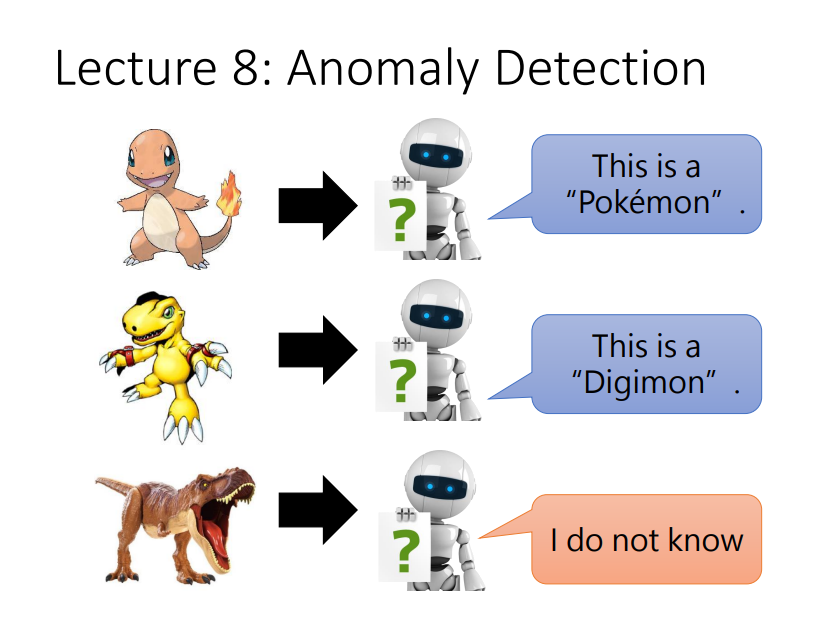 Lecture 8: Anomaly Detection
?
This is a
“Pokémon” .
?
This is a
“Digimon” .
?
I do not know